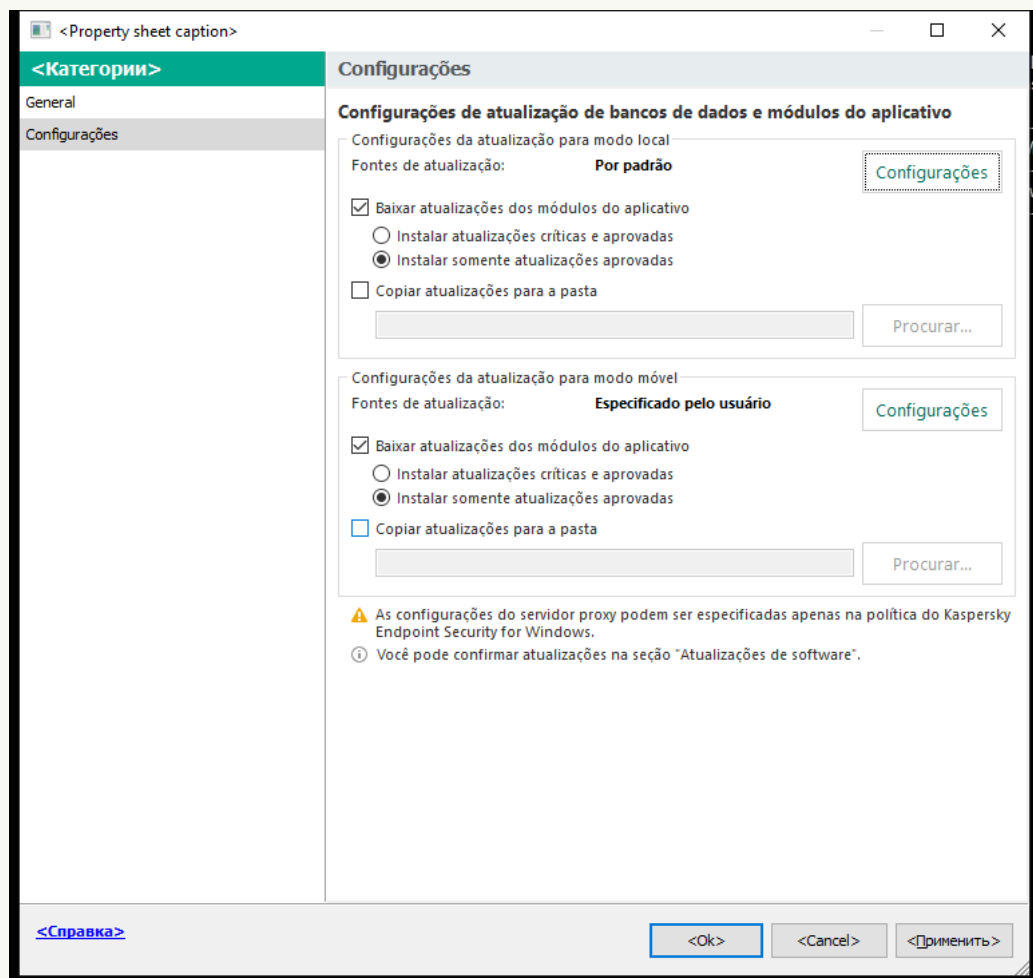 <Property sheet caption>
<Категории>
General
Configurações
Configurações
Configurações de atualização de bancos de dados e módulos do aplicativo
Configurações da atualização para modo local
Fontes de atualização: Por padrão
Configurações
Baixar atualizações dos módulos do aplicativo
Instalar atualizações críticas e aprovadas
Instalar somente atualizações aprovadas
Copiar atualizações para a pasta
Procurar...
Configurações da atualização para modo móvel
Fontes de atualização: Especificado pelo usuário
Configurações
Baixar atualizações dos módulos do aplicativo
Instalar atualizações críticas e aprovadas
Instalar somente atualizações aprovadas
Copiar atualizações para a pasta
Procurar...
As configurações do servidor proxy podem ser especificadas apenas na política do Kaspersky
Endpoint Security for Windows.
Você pode confirmar atualizações na seção "Atualizações de software".
<Справка>
<Ok> <Cancel> <Применить>